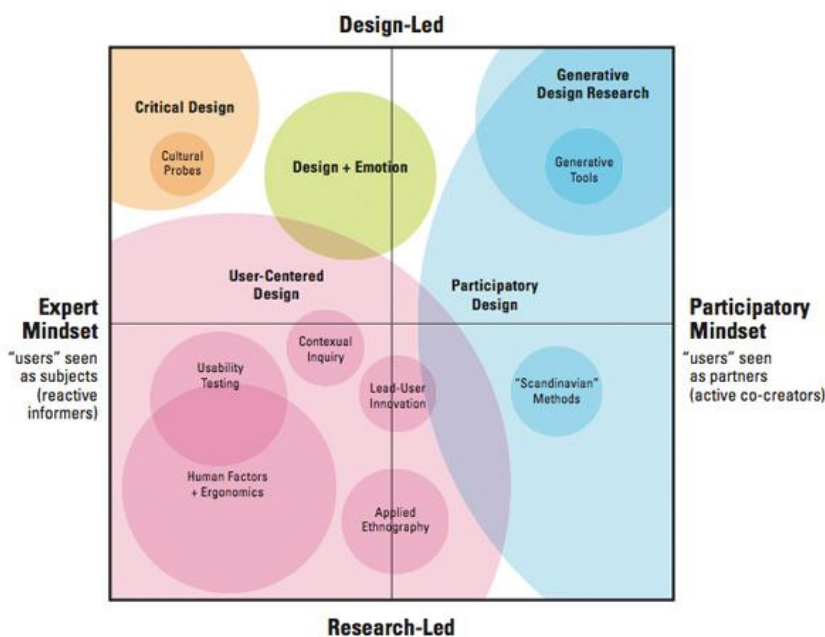 Design-Led
Critical Design
Cultural
Probes
Design + Emotion
Generative
Design Research
Generative
Tools
User-Centered
Design
Participatory
Design
Expert
Mindset
"users" seen
as subjects
(reactive
informers)
Participatory
Mindset
"users" seen
as partners
(active co-creators)
Contexual
Inquiry
Usability
Testing
Lead-User
Innovation
"Scandinavian"
Methods
Human Factors
+ Ergonomics
Applied
Ethnography
Research-Led